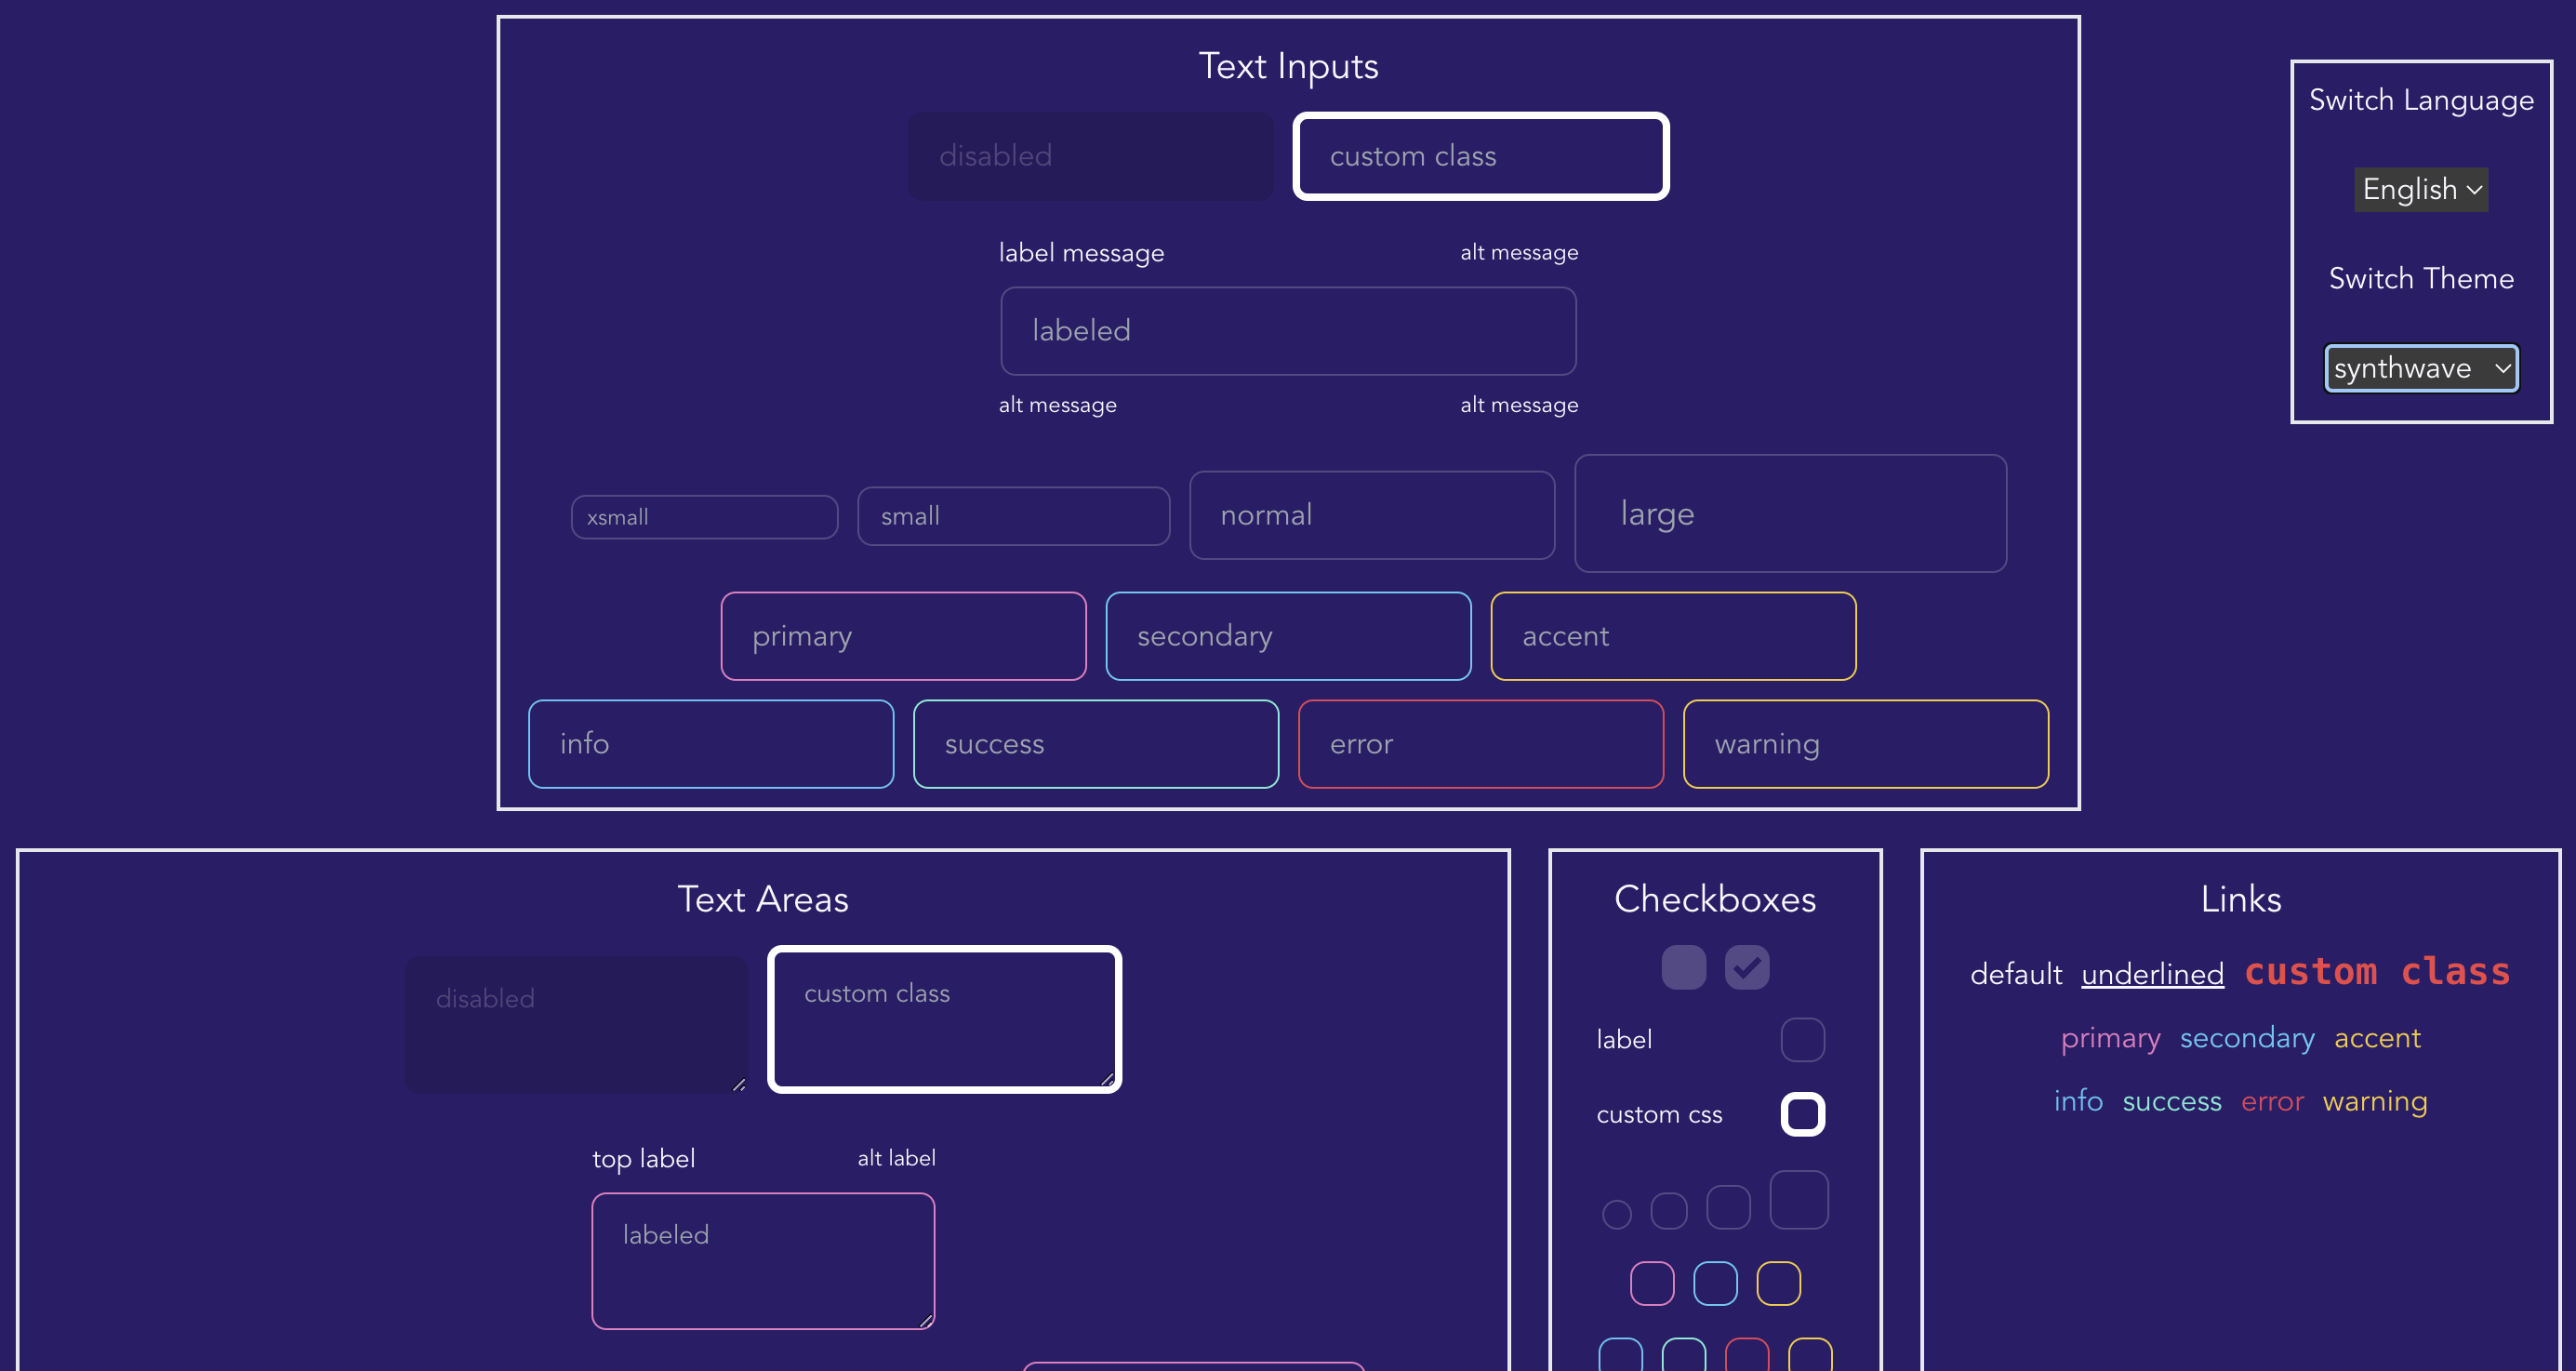 Text Inputs
disabled
custom class
label message
alt message
labeled
alt message
alt message
xsmall
small
normal
large
primary
secondary
accent
info
success
error
warning
Switch Language
English
Switch Theme
synthwave
Text Areas
disabled
custom class
top label
alt label
labeled
Checkboxes
label
custom css
Links
default underlined custom class
primary secondary accent
info success error warning